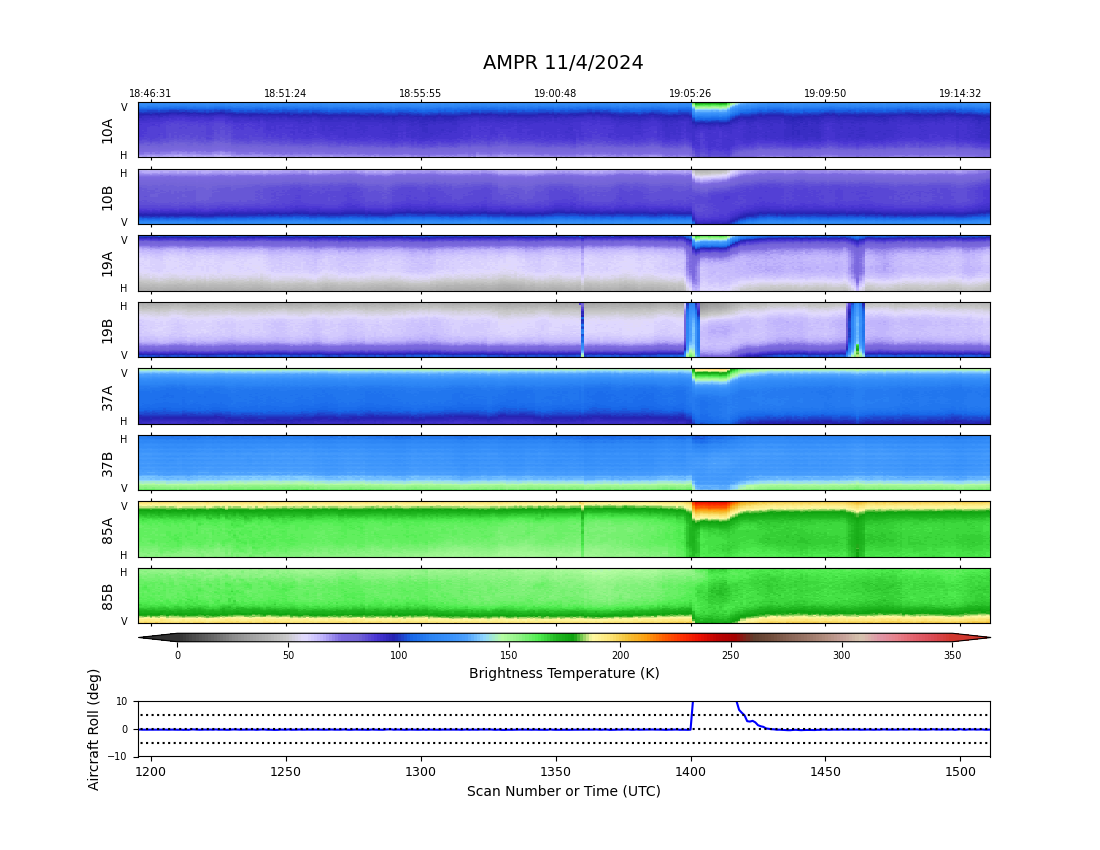 AMPR 11/4/2024
18:46:31 18:51:24 18:55:55 19:00:48 19:05:26 19:09:50 19:14:32
V
10A
H
H
10B
V
V
19A
H
H
19B
V
V
37A
H
H
37B
V
V
85A
H
H
85B
V
0 50 100 150 200 250 300 350
Brightness Temperature (K)
Aircraft Roll (deg)
10
0
−10
1200 1250 1300 1350 1400 1450 1500
Scan Number or Time (UTC)